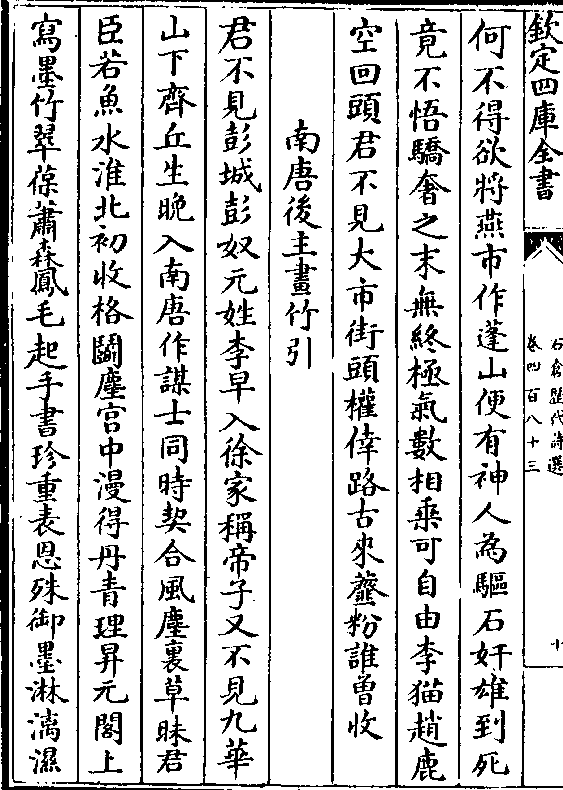 欽定四庫全書
石倉歷代詩選
卷四百八十三
十
何不得欲將燕市作蓬山便有神人為驅石奸雄到死
竟不悟驕奢之末無終極氣數相乘可自由李猫趙鹿
空回頭君不見大市街頭權倖路古來虀粉誰曾收
南唐後主畫竹引
君不見彭城彭奴元姓李早入徐家稱帝子又不見九華
山下齊丘生晚入南唐作謀士同時契合風塵裏草昧君
臣若魚水淮北初收格鬬塵宫中漫得丹青理昇元閣上
寫墨竹翠葆蕭森鳳毛起手書珍重表恩殊御墨淋漓濕